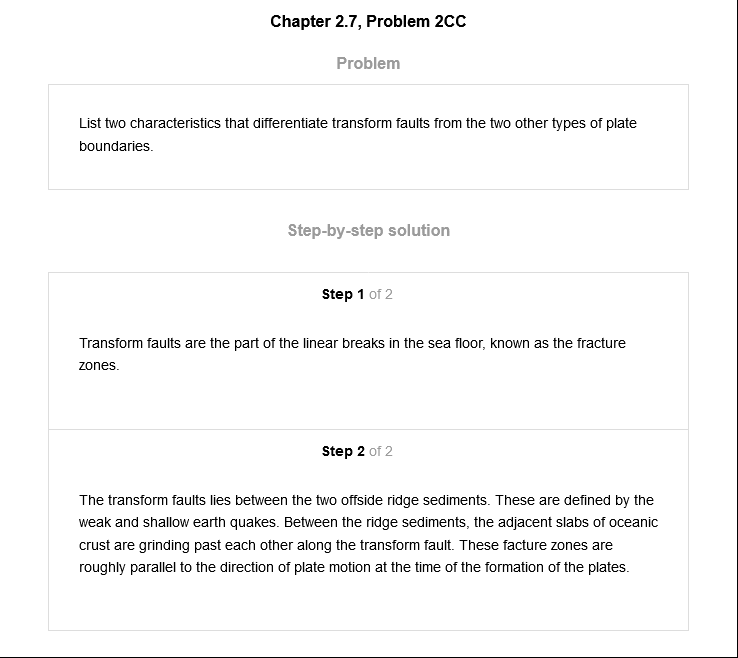 Chapter 2.7, Problem 2CC
Problem
List two characteristics that differentiate transform faults from the two other types of plate
boundaries.
Step-by-step solution
Step 1 of 2
Transform faults are the part of the linear breaks in the sea floor, known as the fracture
zones.
Step 2 of 2
The transform faults lies between the two offside ridge sediments. These are defined by the
weak and shallow earth quakes. Between the ridge sediments, the adjacent slabs of oceanic
crust are grinding past each other along the transform fault. These facture zones are
roughly parallel to the direction of plate motion at the time of the formation of the plates.